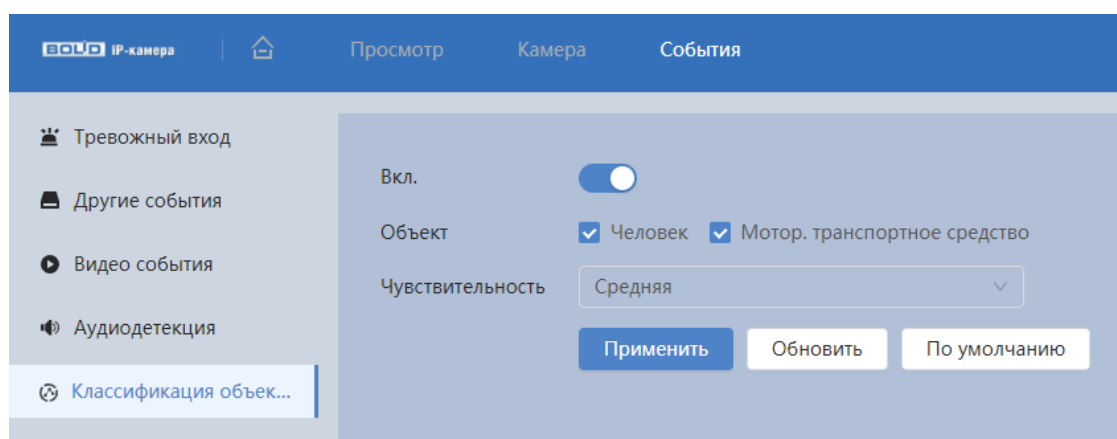 BOLID IP-камера Просмотр Камера События
Тревожный вход
Другие события
Видео события
Аудиодетекция
Классификация объек...
Вкл.
Объект Человек Мотор. транспортное средство
Чувствительность Средняя
Применить Обновить По умолчанию